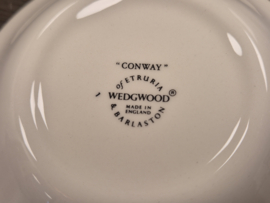 "CONWAY"
of ETRURIA
WEDGWOOD®
MADE IN
ENGLAND
& BARLASTON